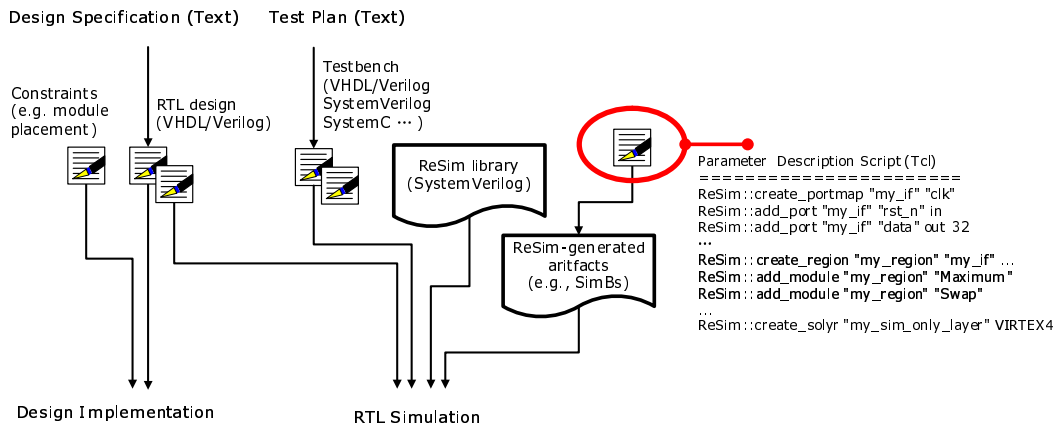 Design Specification (Text)
Test Plan (Text)
Constraints
(e.g. module
placement)
RTL design
(VHDL/Verilog)
Testbench
(VHDL/Verilog
SystemVerilog
SystemC … )
ReSim library
(SystemVerilog)
ReSim-generated
aritfacts
(e.g., SimBs)
Parameter Description Script (Tcl)
=======================
ReSim::create_portmap "my_if" "clk"
ReSim::add_port "my_if" "rst_n" in
ReSim::add_port "my_if" "data" out 32
…
ReSim::create_region "my_region" "my_if" …
ReSim::add_module "my_region" "Maximum"
ReSim::add_module "my_region" "Swap"
…
ReSim::create_solyr "my_sim_only_layer" VIRTEX4
Design Implementation
RTL Simulation